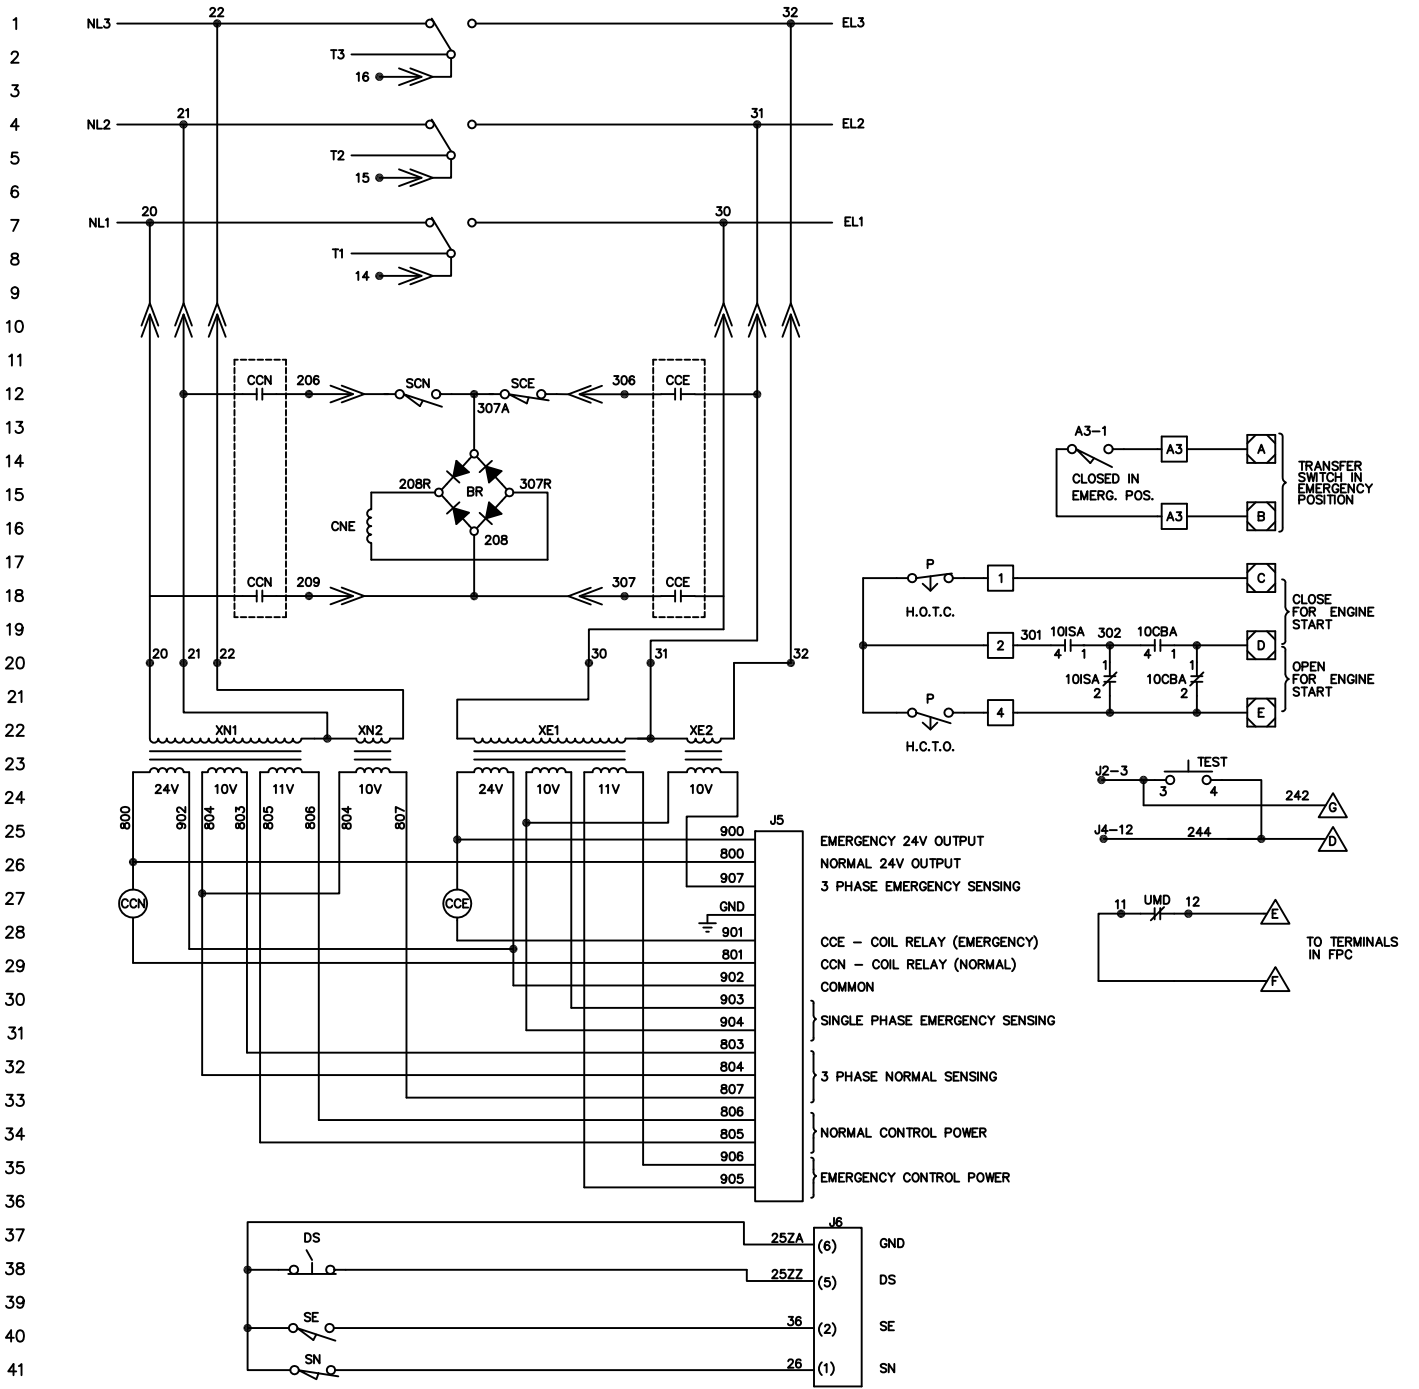 1 NL3 22 32 EL3
2 T3
16
3
4 NL2 21 31 EL2
5 T2
15
6
7 NL1 20 30 EL1
8 T1
14
9
10
11
12 CCN 206 SCN SCE 306 CCE
307A
13
A3-1
14 A3 A
208R BR 307R
CLOSED IN
EMERG. POS.
TRANSFER
SWITCH IN
EMERGENCY
POSITION
15
16 CNE 208 A3 B
17
P
1 C
18 CCN 209 307 CCE
H.O.T.C.
CLOSE
FOR ENGINE
START
19
301 10ISA 302 10CBA
2 4 1 4 1 D
20 20 21 22 30 31 32
1 1
10ISA 10CBA
2 2
OPEN
FOR ENGINE
START
21
P
4 E
22 XN1 XN2 XE1 XE2
H.C.T.O.
23
24V 10V 11V 10V 24V 10V 11V 10V
J2-3 TEST
3 4
24
242 G
800 902 804 803 805 806 804 807
J5
25 900 EMERGENCY 24V OUTPUT
J4-12 244 D
26 800 NORMAL 24V OUTPUT
907 3 PHASE EMERGENCY SENSING
27 CCN CCE GND
11 UMD 12 E
28 901 CCE – COIL RELAY (EMERGENCY)
TO TERMINALS
IN FPC
29 801 CCN – COIL RELAY (NORMAL)
902 COMMON
F
30 903
904 SINGLE PHASE EMERGENCY SENSING
31
803
32 804 3 PHASE NORMAL SENSING
807
33
806
34 805 NORMAL CONTROL POWER
906
35 905 EMERGENCY CONTROL POWER
36
J6
37 25ZA (6) GND
DS
38 25ZZ (5) DS
39
SE
40 36 (2) SE
SN
41 26 (1) SN